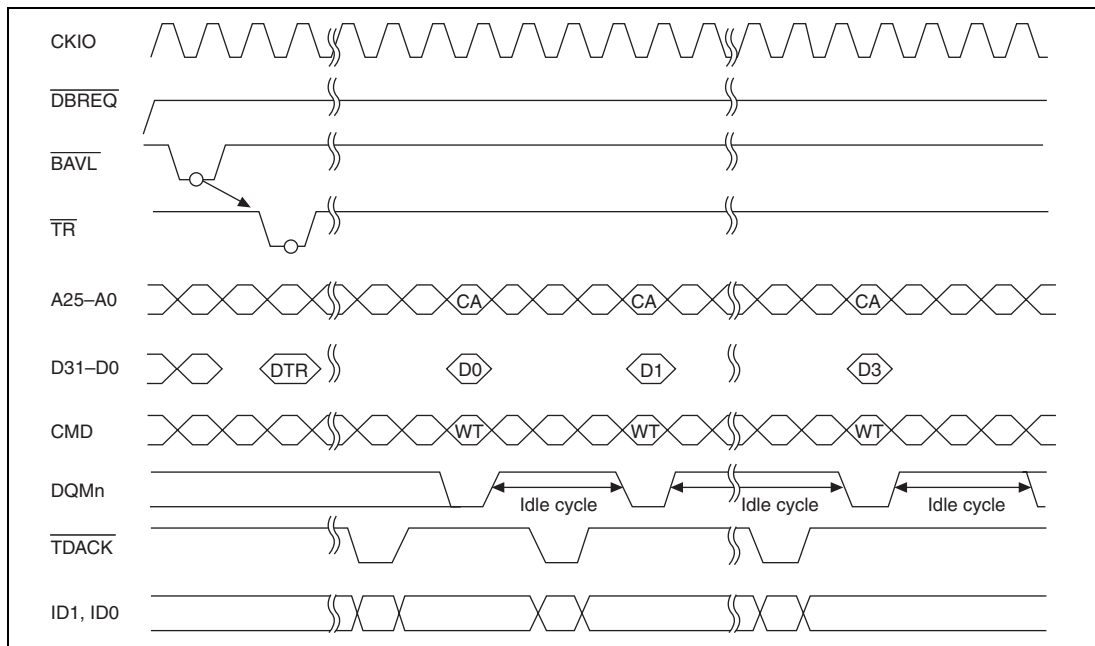 CKIO
DBREQ
BAVL
TR
A25–A0 CA CA CA
D31–D0 DTR D0 D1 D3
CMD WT WT WT
DQMn Idle cycle Idle cycle Idle cycle
TDACK
ID1, ID0